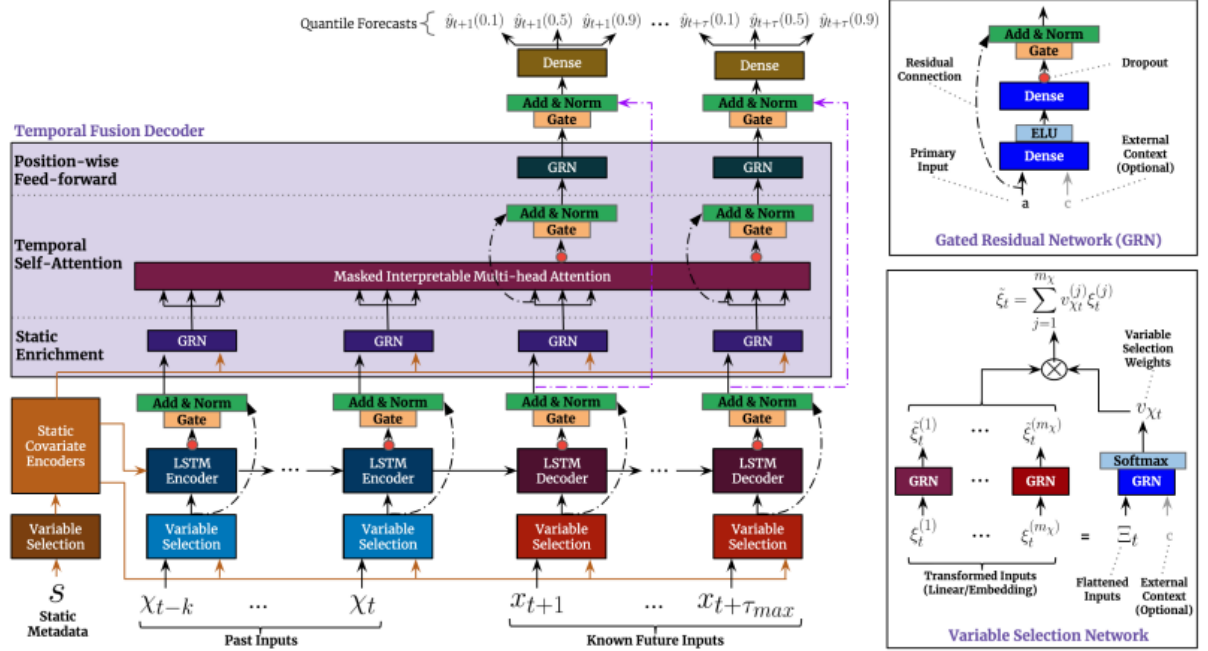 Quantile Forecasts { ŷt+1(0.1) ŷt+1(0.5) ŷt+1(0.9) ... ŷt+τ(0.1) ŷt+τ(0.5) ŷt+τ(0.9)
Dense Dense
Add & Norm Add & Norm
Gate Gate
Temporal Fusion Decoder
Position-wise
Feed-forward
GRN GRN
Add & Norm Add & Norm
Gate Gate
Temporal
Self-Attention
Masked Interpretable Multi-head Attention
Static
Enrichment
GRN GRN GRN GRN
Add & Norm Add & Norm Add & Norm Add & Norm
Gate Gate Gate Gate
Static
Covariate
Encoders
LSTM
Encoder
...
LSTM
Encoder
LSTM
Decoder
...
LSTM
Decoder
Variable
Selection
Variable
Selection
Variable
Selection
Variable
Selection
Variable
Selection
s
Static
Metadata
χt−k ... χt xt+1 ... xt+τmax
Past Inputs Known Future Inputs
Add & Norm
Gate
Residual
Connection
Dropout
Dense
ELU
Dense
Primary
Input
External
Context
(Optional)
a c
Gated Residual Network (GRN)
ξ̃t = ∑j=1mχ vχt(j) ξ̃t(j)
Variable
Selection
Weights
ξ̃t(1) ... ξ̃t(mχ) vχt
Softmax
GRN ... GRN GRN
ξt(1) ... ξt(mχ) = Ξt c
Transformed Inputs
(Linear/Embedding)
Flattened
Inputs
External
Context
(Optional)
Variable Selection Network